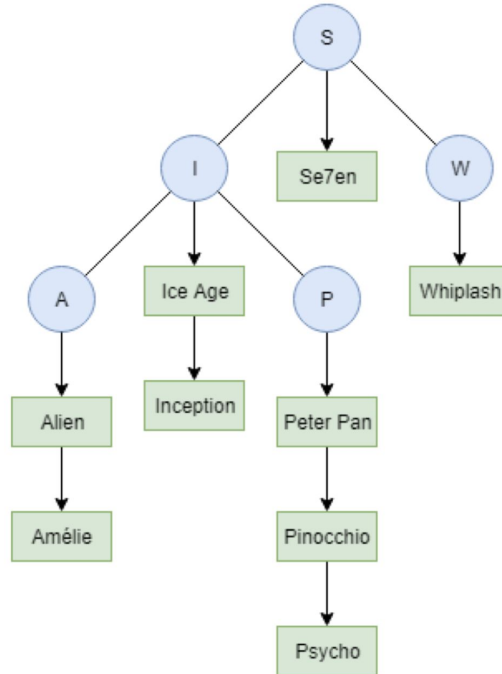 S
I
Se7en
W
A
Ice Age
P
Whiplash
Alien
Inception
Peter Pan
Amélie
Pinocchio
Psycho